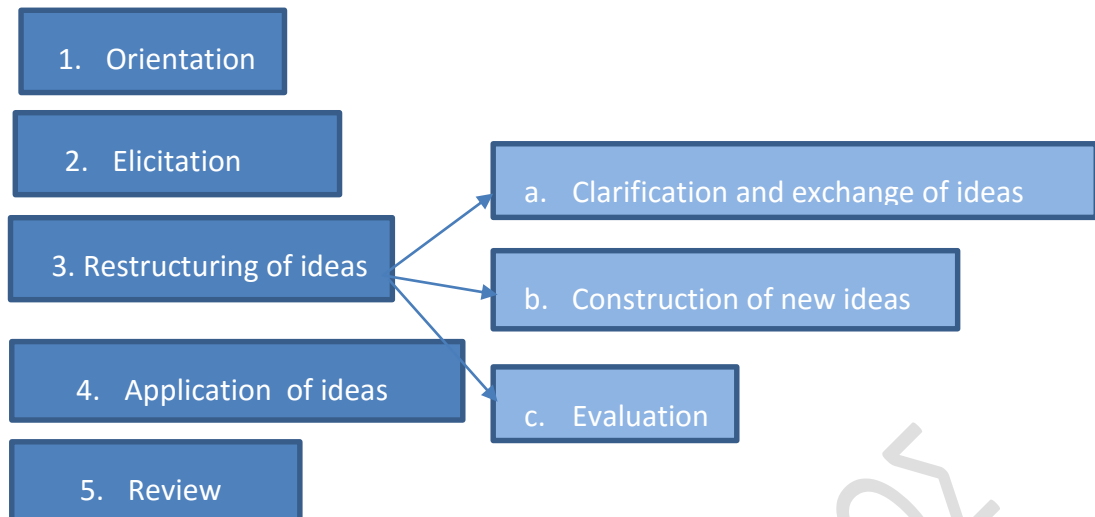 1. Orientation
2. Elicitation
3. Restructuring of ideas
a. Clarification and exchange of ideas
b. Construction of new ideas
c. Evaluation
4. Application of ideas
5. Review